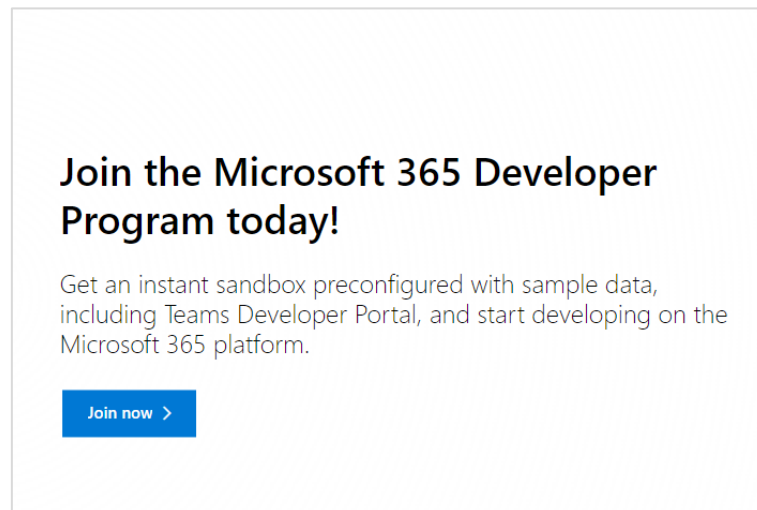 Join the Microsoft 365 Developer
Program today!
Get an instant sandbox preconfigured with sample data,
including Teams Developer Portal, and start developing on the
Microsoft 365 platform.
Join now